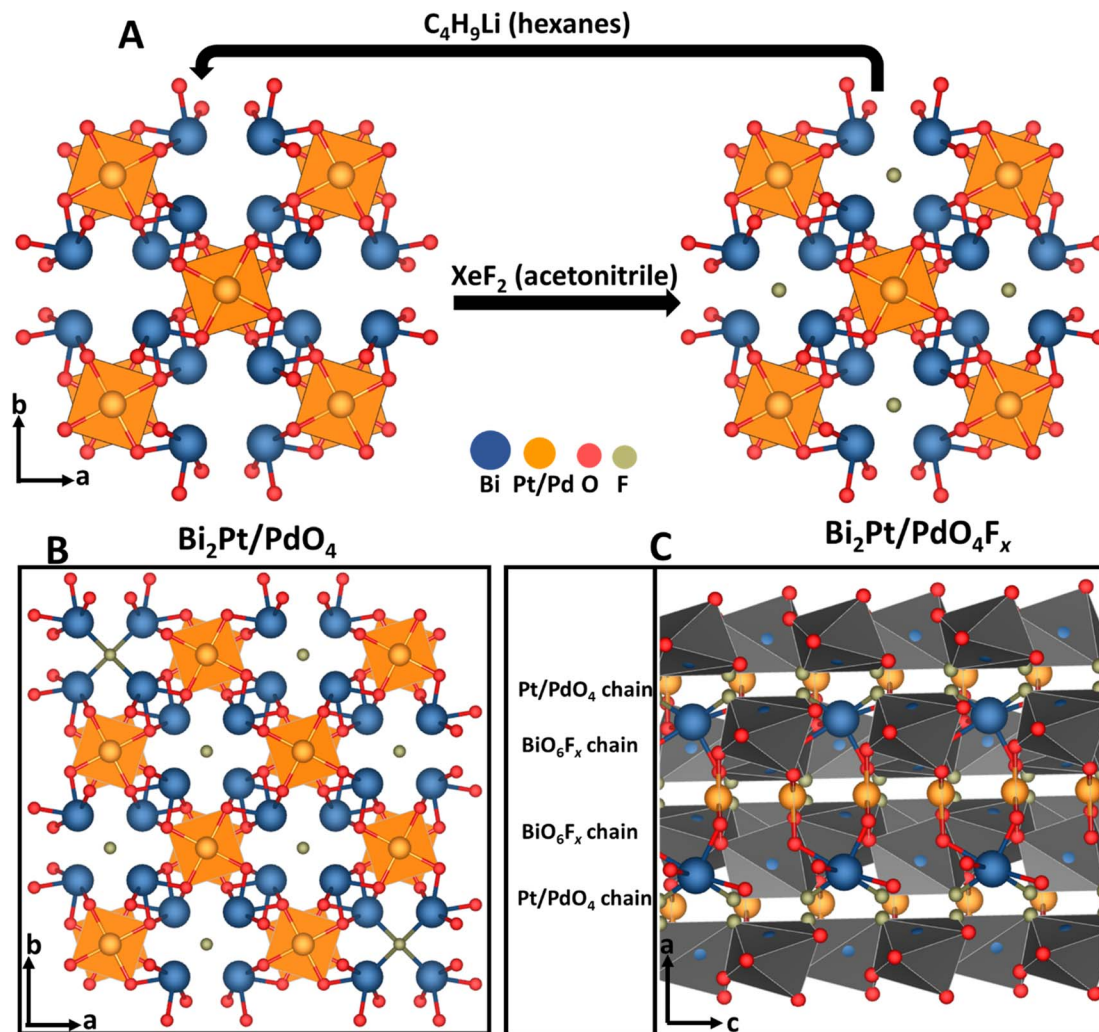 A
C₄H₉Li (hexanes)
XeF₂ (acetonitrile)
b
a
Bi Pt/Pd O F
Bi₂Pt/PdO₄
Bi₂Pt/PdO₄Fₓ
B
b
a
C
Pt/PdO₄ chain
BiO₆Fₓ chain
BiO₆Fₓ chain
Pt/PdO₄ chain
a
c